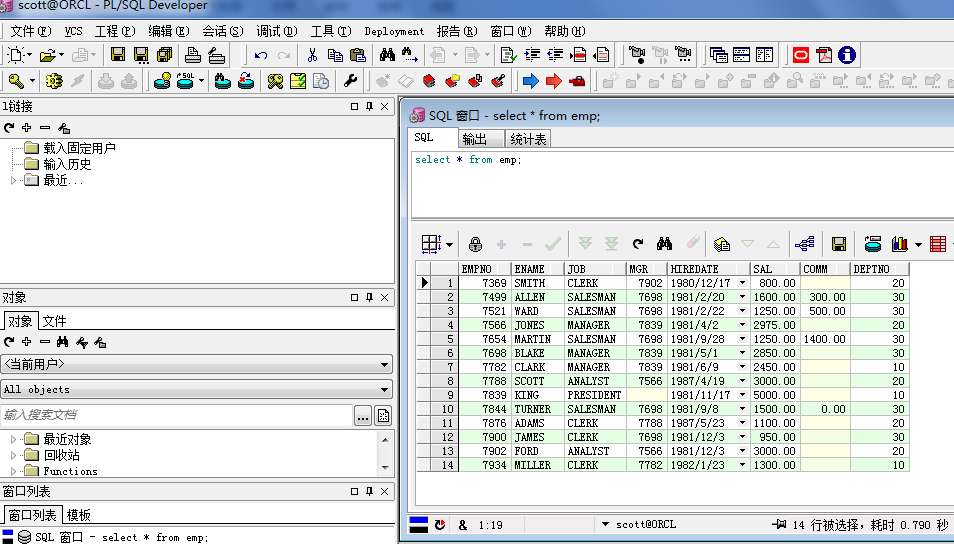 scott@ORCL - PL/SQL Developer
文件(F) VCS 工程(P) 编辑(E) 会话(S) 调试(D) 工具(T) Deployment 报告(R) 窗口(W) 帮助(H)
SQL
1链接
载入固定用户
输入历史
最近...
对象
对象 文件
<当前用户>
All objects
输入搜索文档
...
最近对象
回收站
Functions
窗口列表
窗口列表 模板
SQL 窗口 - select * from emp;
SQL 窗口 - select * from emp;
SQL 输出 统计表
select * from emp;
EMPNO ENAME JOB MGR HIREDATE SAL COMM DEPTNO
1 7369 SMITH CLERK 7902 1980/12/17 800.00 20
2 7499 ALLEN SALESMAN 7698 1981/2/20 1600.00 300.00 30
3 7521 WARD SALESMAN 7698 1981/2/22 1250.00 500.00 30
4 7566 JONES MANAGER 7839 1981/4/2 2975.00 20
5 7654 MARTIN SALESMAN 7698 1981/9/28 1250.00 1400.00 30
6 7698 BLAKE MANAGER 7839 1981/5/1 2850.00 30
7 7782 CLARK MANAGER 7839 1981/6/9 2450.00 10
8 7788 SCOTT ANALYST 7566 1987/4/19 3000.00 20
9 7839 KING PRESIDENT 1981/11/17 5000.00 10
10 7844 TURNER SALESMAN 7698 1981/9/8 1500.00 0.00 30
11 7876 ADAMS CLERK 7788 1987/5/23 1100.00 20
12 7900 JAMES CLERK 7698 1981/12/3 950.00 30
13 7902 FORD ANALYST 7566 1981/12/3 3000.00 20
14 7934 MILLER CLERK 7782 1982/1/23 1300.00 10
& 1:19 scott@ORCL 14 行被选择，耗时 0.790 秒